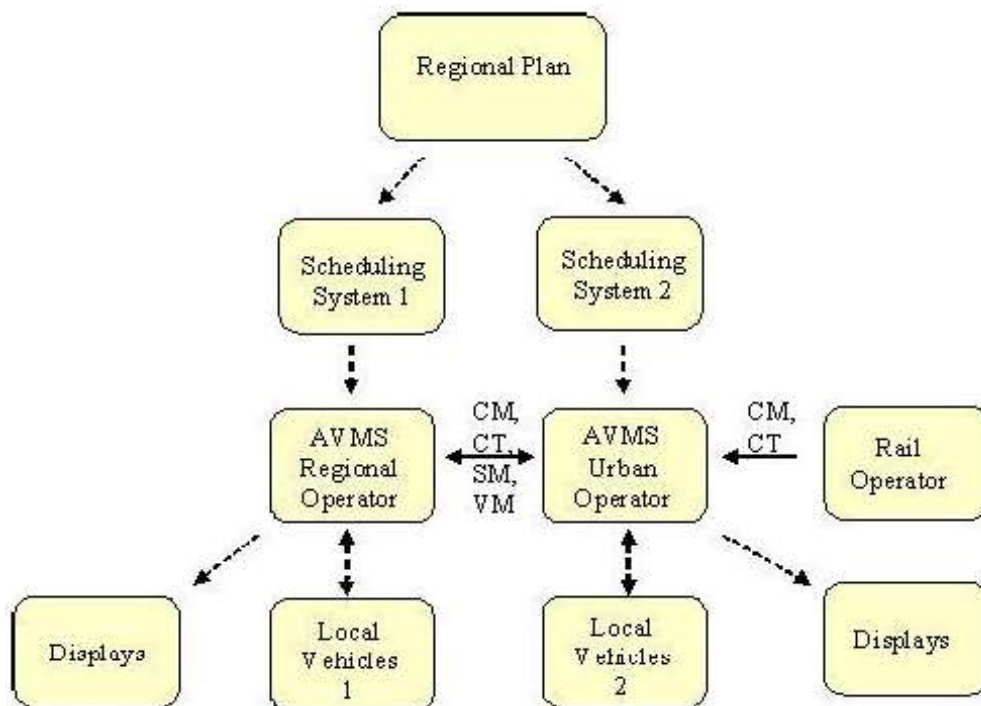 Regional Plan
Scheduling
System 1
Scheduling
System 2
AVMS
Regional
Operator
CM,
CT,
SM,
VM
AVMS
Urban
Operator
CM,
CT
Rail
Operator
Displays
Local
Vehicles
1
Local
Vehicles
2
Displays